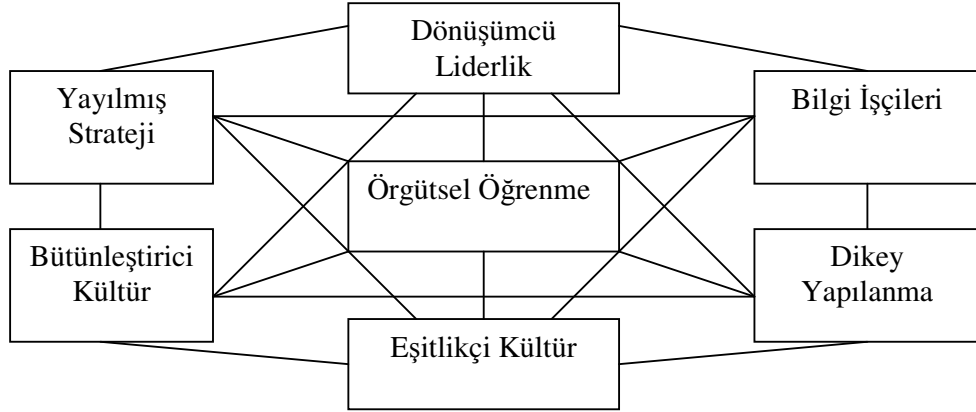 Dönüşümcü
Liderlik
Yayılmış
Strateji
Bilgi İşçileri
Örgütsel Öğrenme
Bütünleştirici
Kültür
Dikey
Yapılanma
Eşitlikçi Kültür